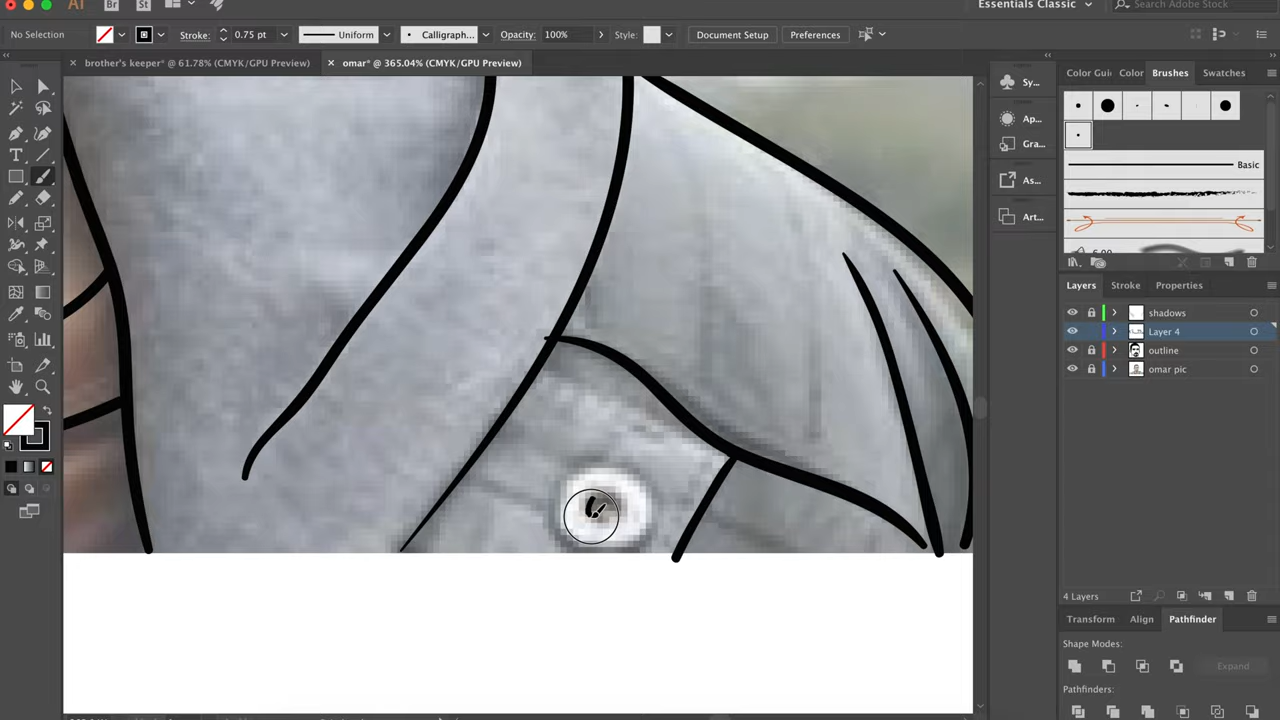 Ai Br St Essentials Classic Search Adobe Stock
No Selection Stroke: 0.75 pt Uniform Calligraph... Opacity: 100% Style: Document Setup Preferences
× brother's keeper* @ 61.78% (CMYK/GPU Preview) × omar* @ 365.04% (CMYK/GPU Preview)
Color Gui Color Brushes Swatches
Sy...
Ap...
Gra...
As...
Art...
Basic
6.00
Layers Stroke Properties
shadows
Layer 4
outline
omar pic
4 Layers
Transform Align Pathfinder
Shape Modes:
Expand
Pathfinders: